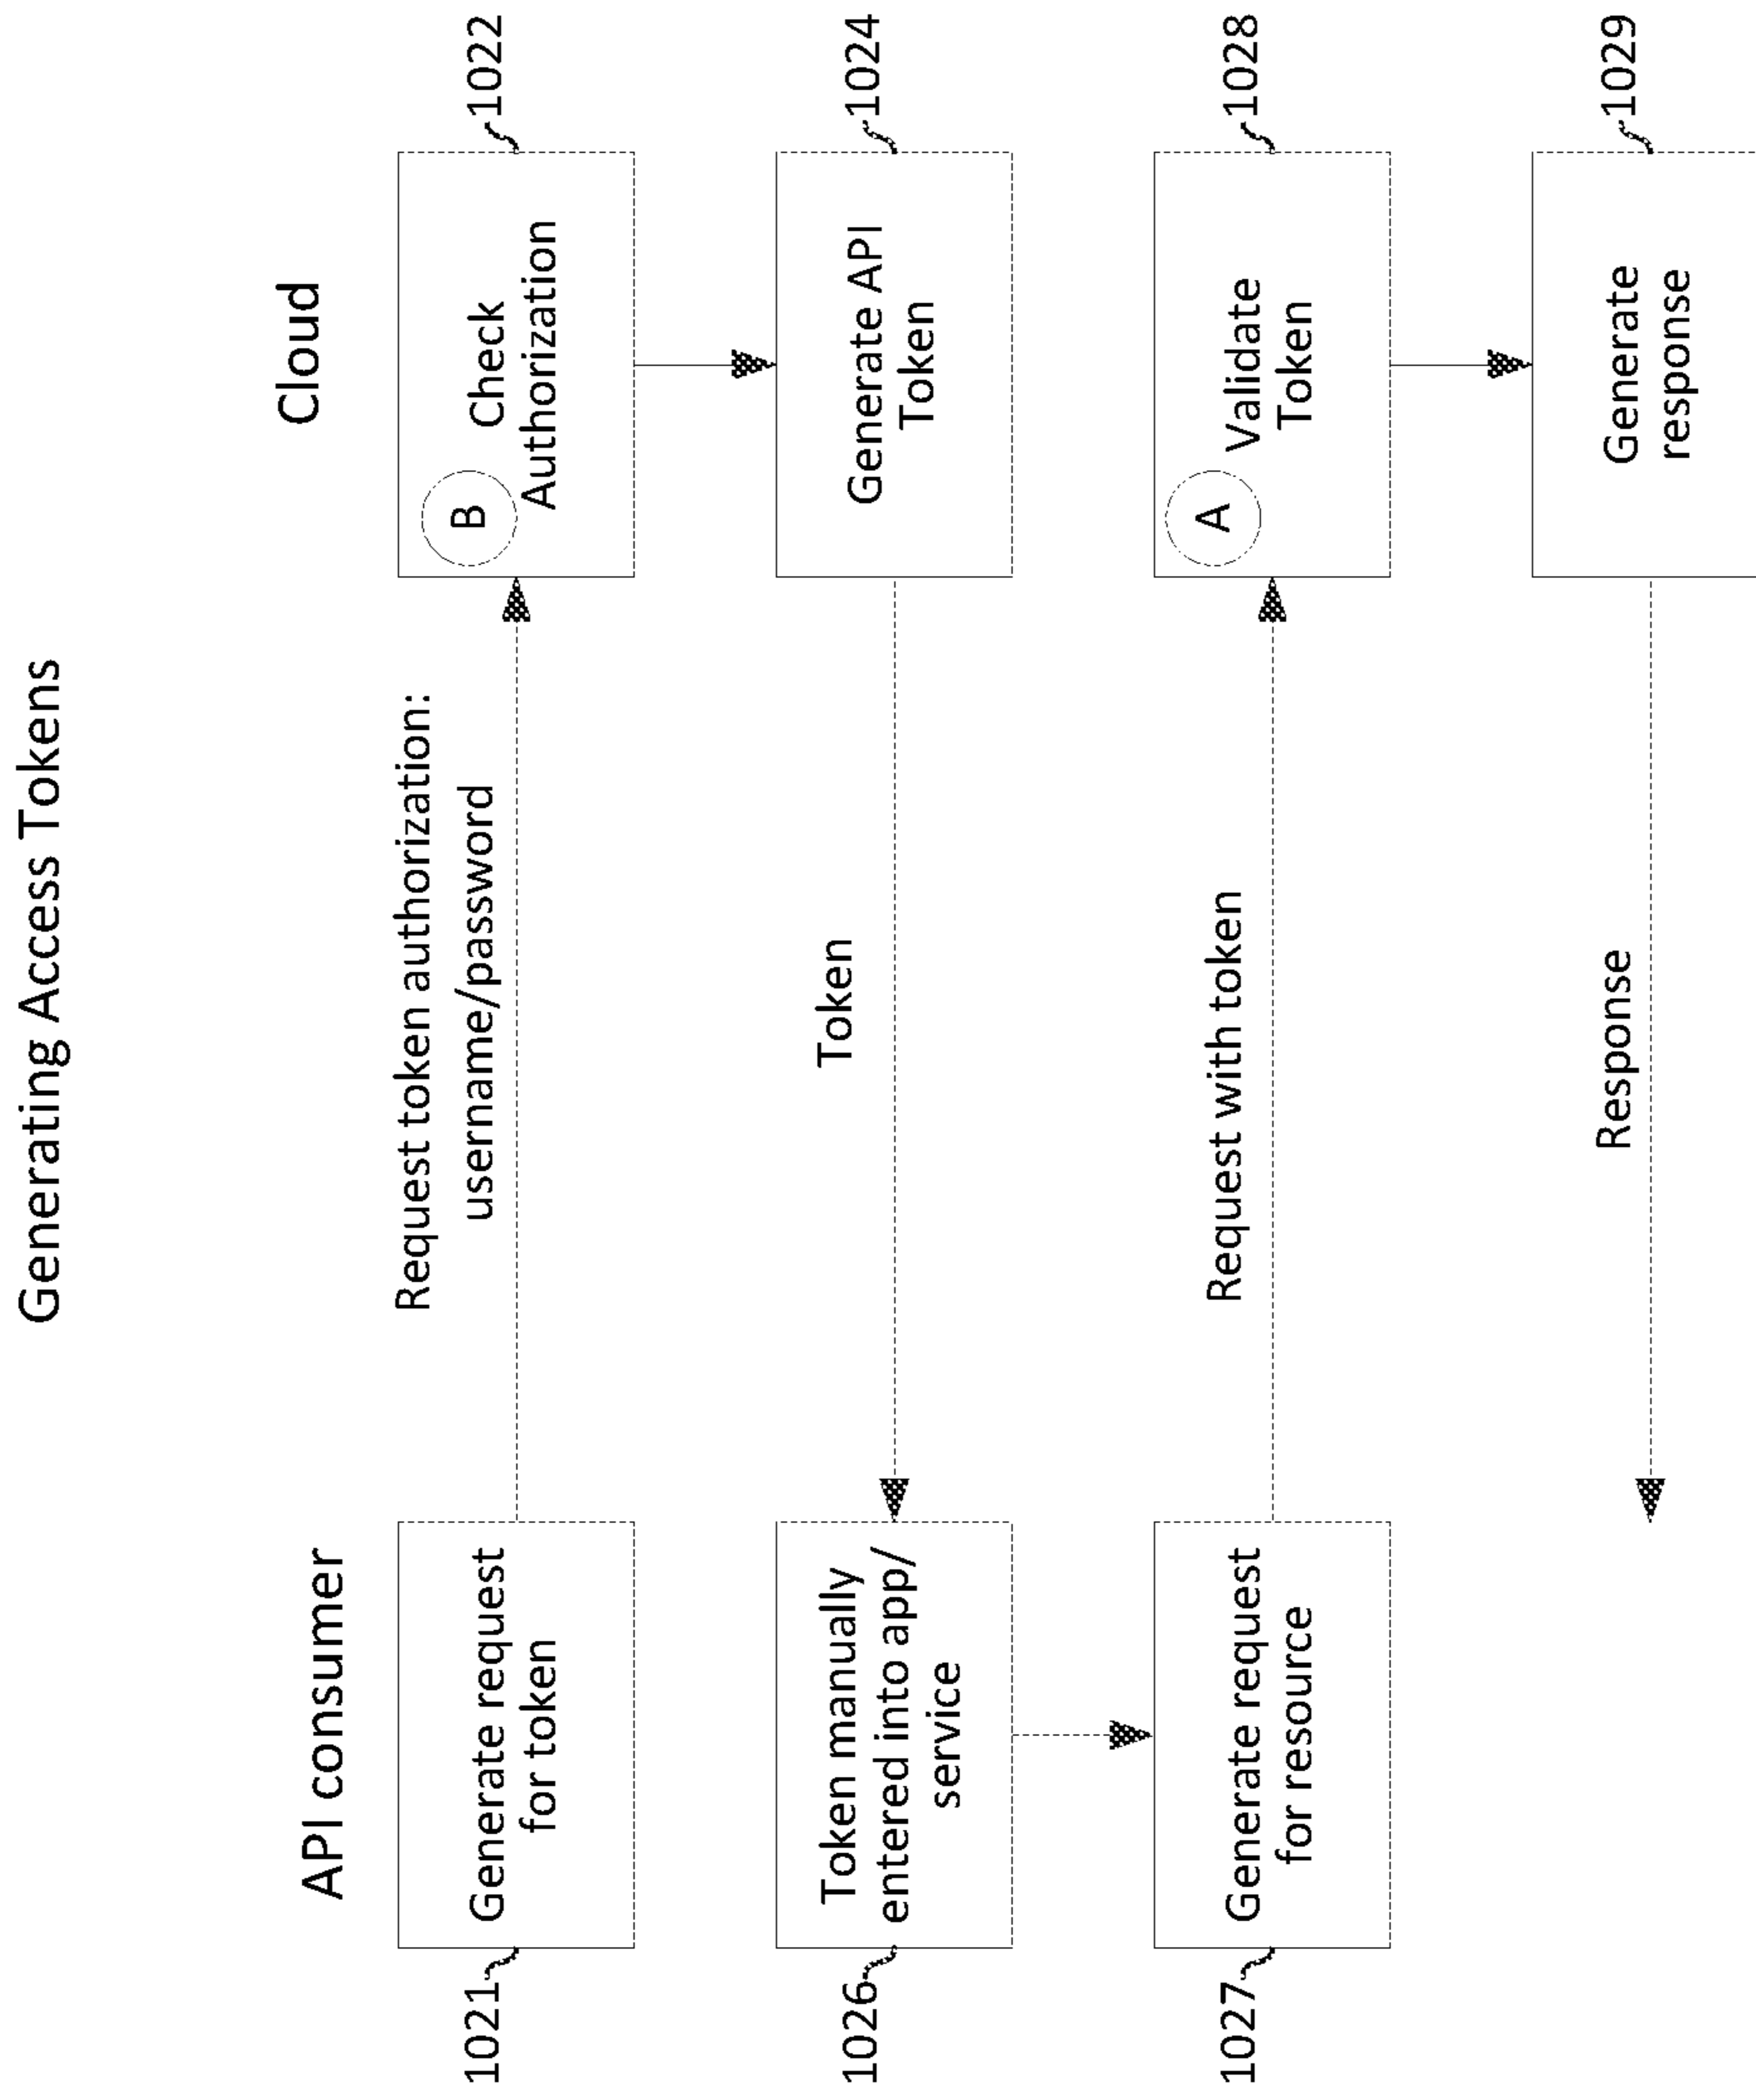 Generating Access Tokens
API consumer
Cloud
1021
Generate request
for token
Request token authorization:
username/password
B
Check
Authorization
1022
1026
Token manually
entered into app/
service
Token
Generate API
Token
1024
1027
Generate request
for resource
Request with token
A
Validate
Token
1028
Response
Generate
response
1029